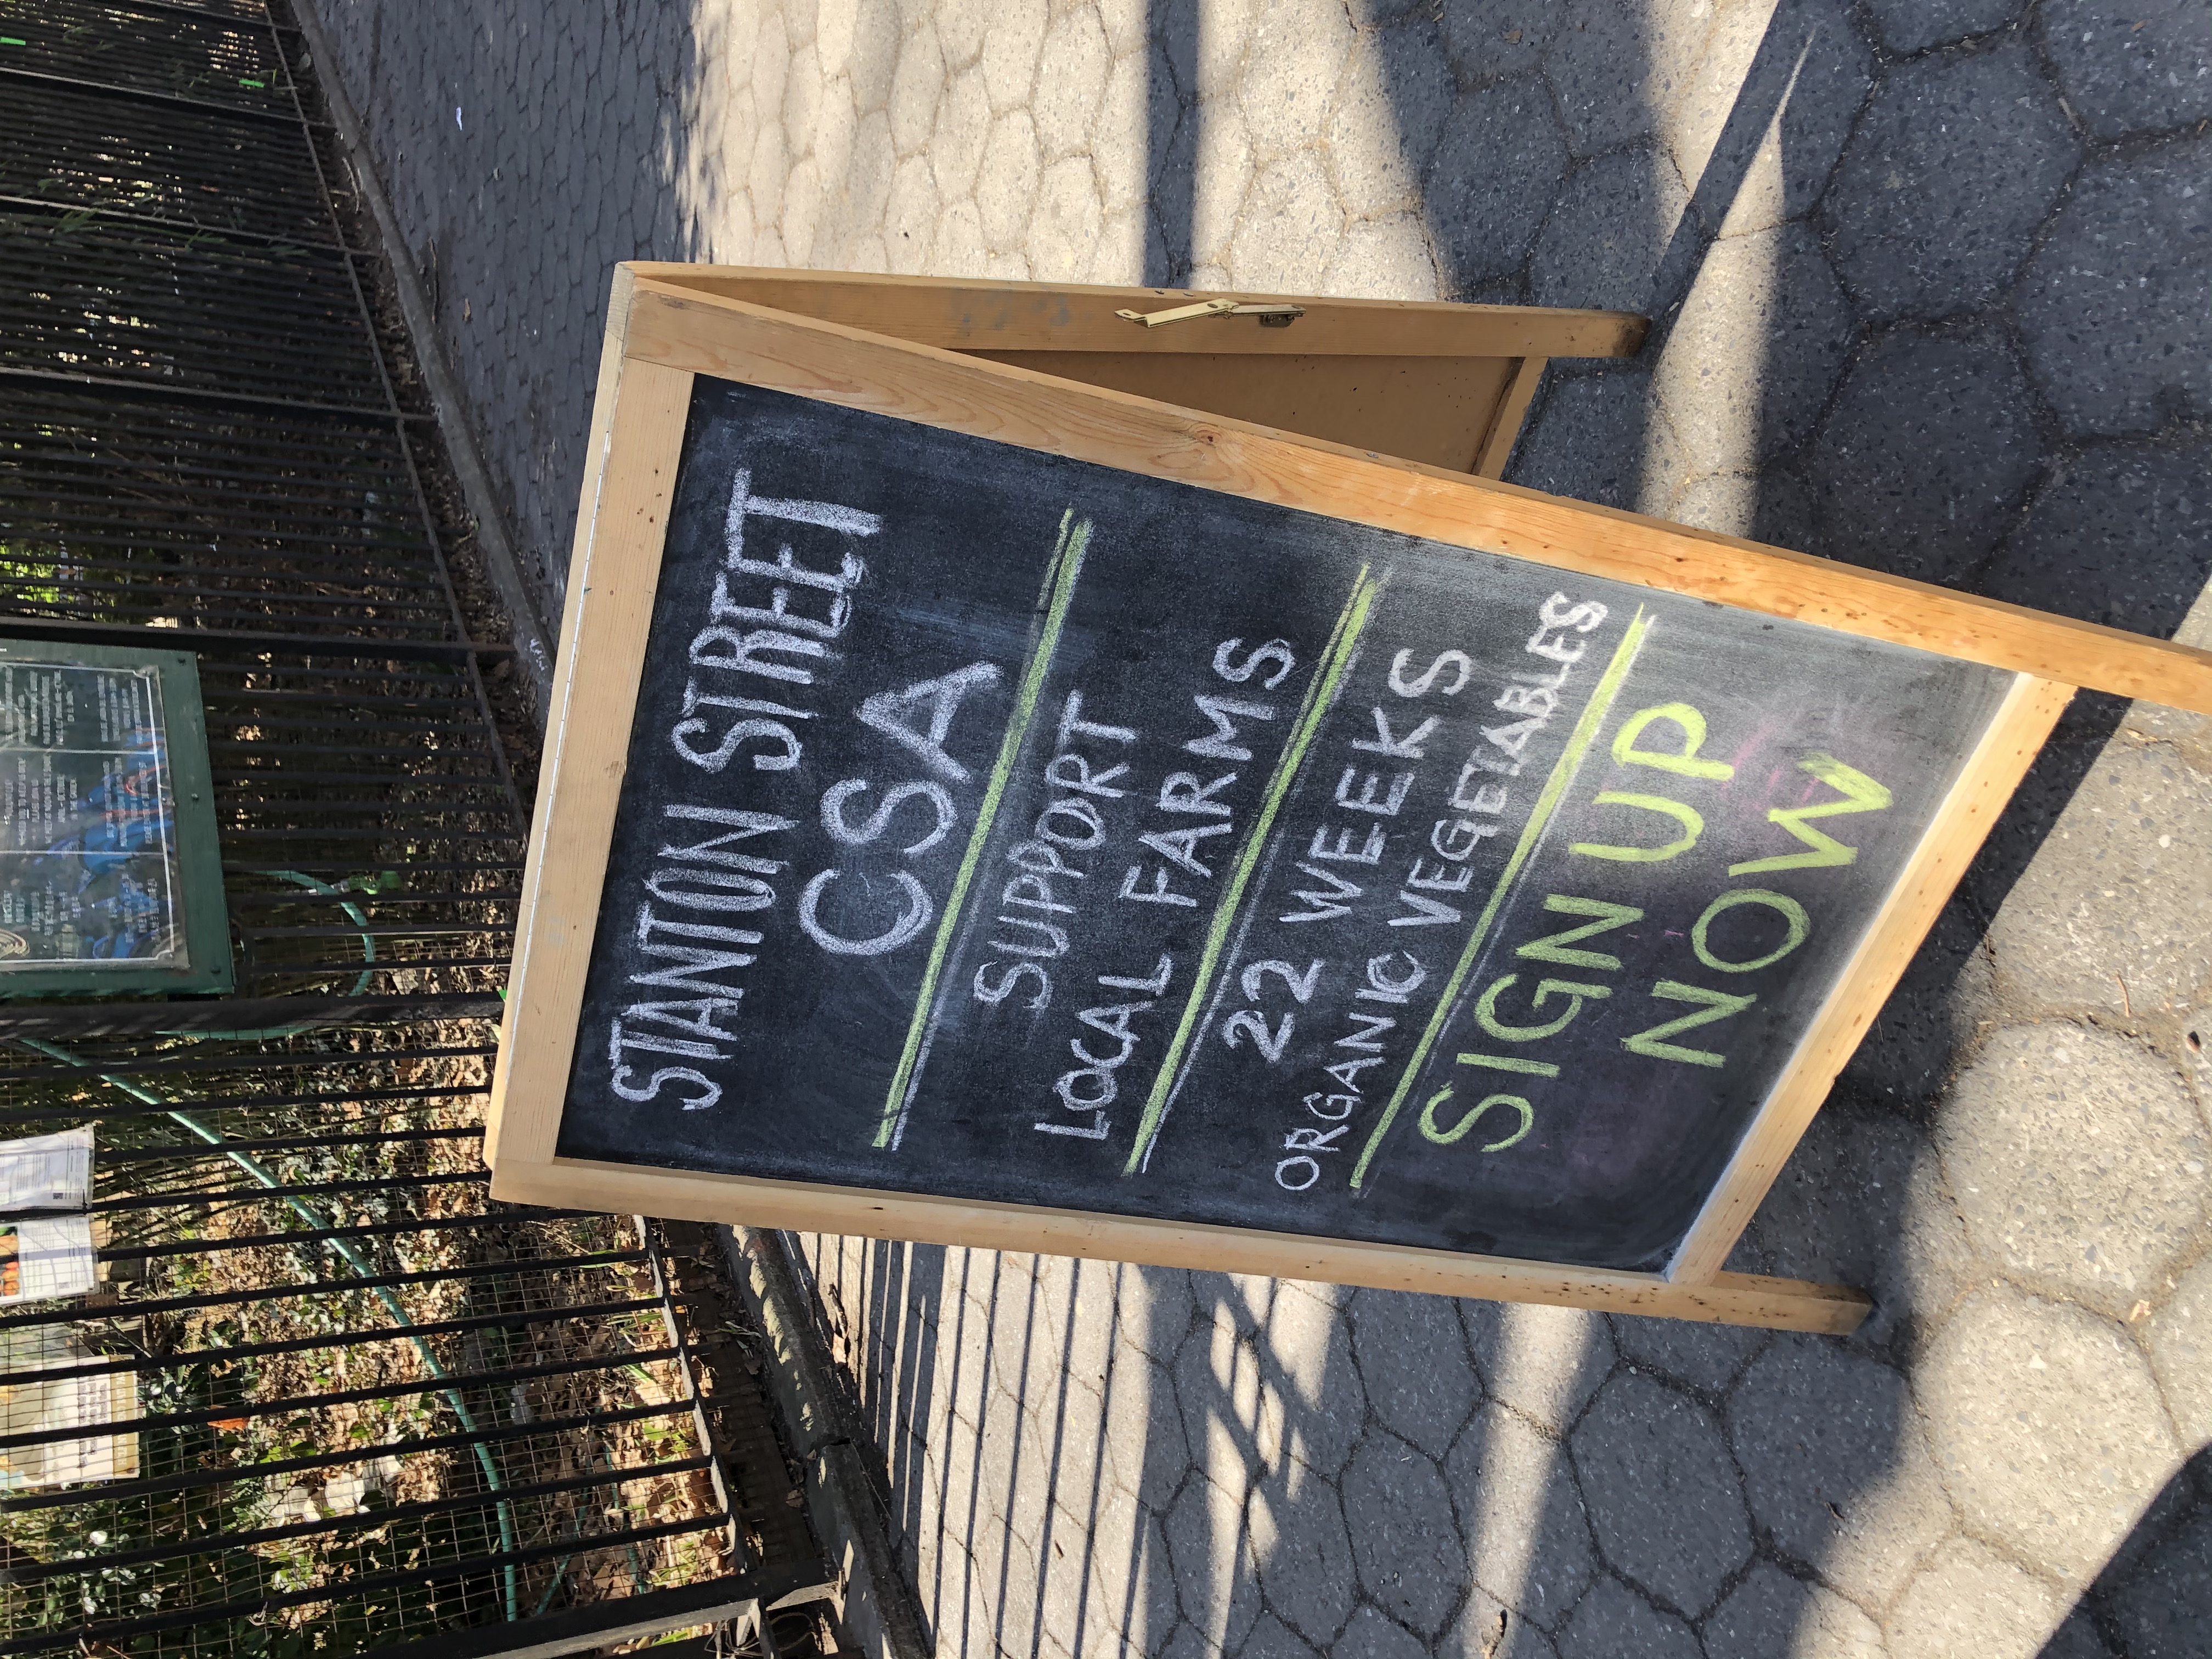 STANTON STREET
CSA
SUPPORT
LOCAL FARMS
22 WEEKS
ORGANIC VEGETABLES
SIGN UP
NOW